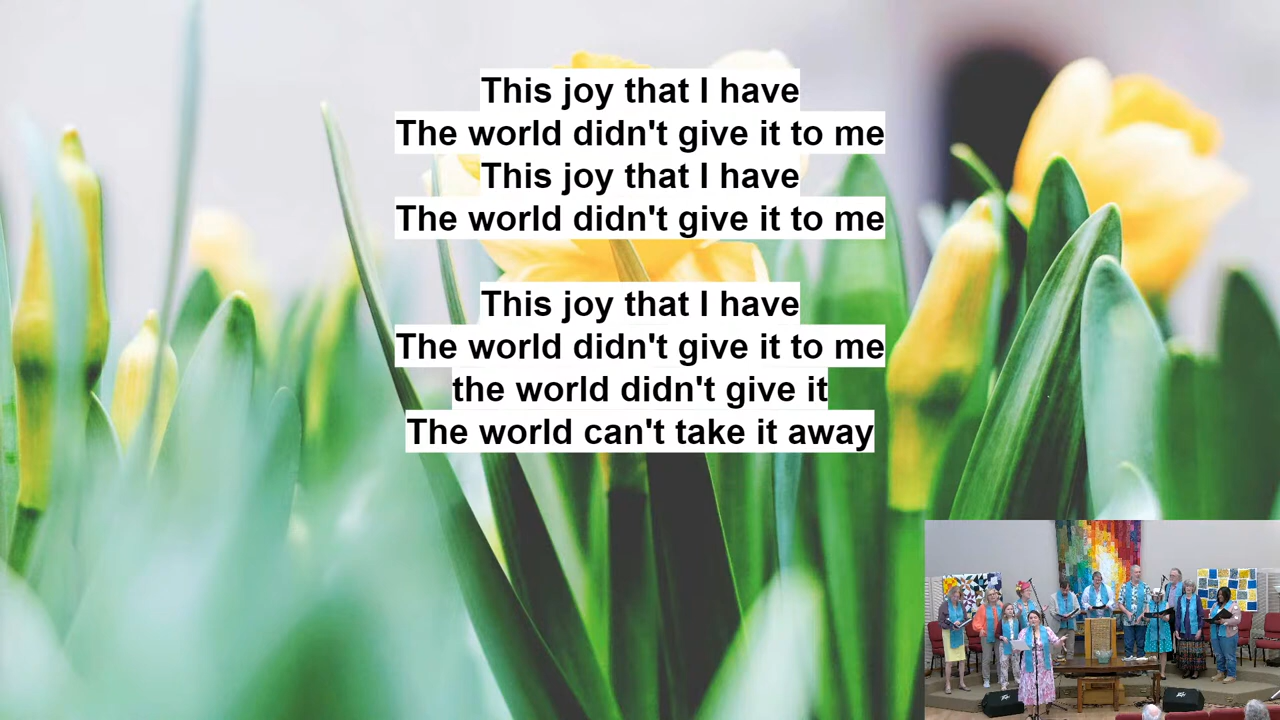 This joy that I have
The world didn't give it to me
This joy that I have
The world didn't give it to me
This joy that I have
The world didn't give it to me
the world didn't give it
The world can't take it away